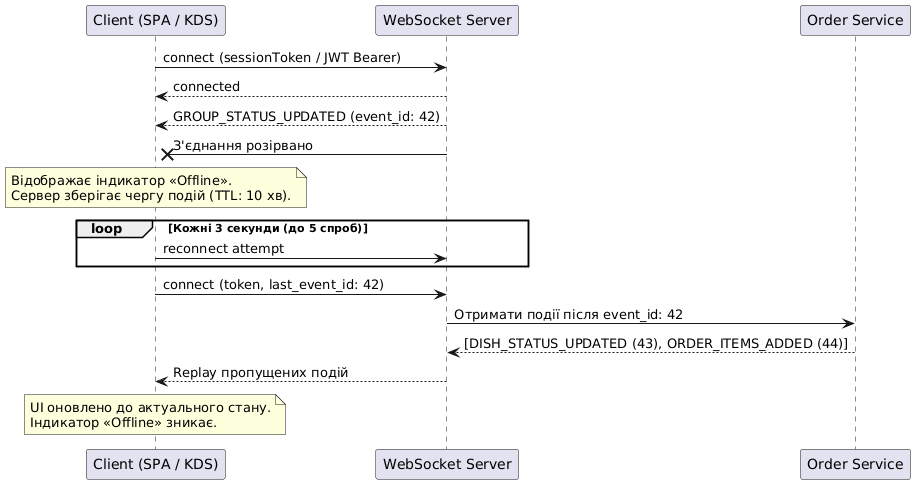 Client (SPA / KDS)
WebSocket Server
Order Service
connect (sessionToken / JWT Bearer)
connected
GROUP_STATUS_UPDATED (event_id: 42)
З'єднання розірвано
Відображає індикатор «Offline».
Сервер зберігає чергу подій (TTL: 10 хв).
loop
[Кожні 3 секунди (до 5 спроб)]
reconnect attempt
connect (token, last_event_id: 42)
Отримати події після event_id: 42
[DISH_STATUS_UPDATED (43), ORDER_ITEMS_ADDED (44)]
Replay пропущених подій
UI оновлено до актуального стану.
Індикатор «Offline» зникає.
Client (SPA / KDS)
WebSocket Server
Order Service